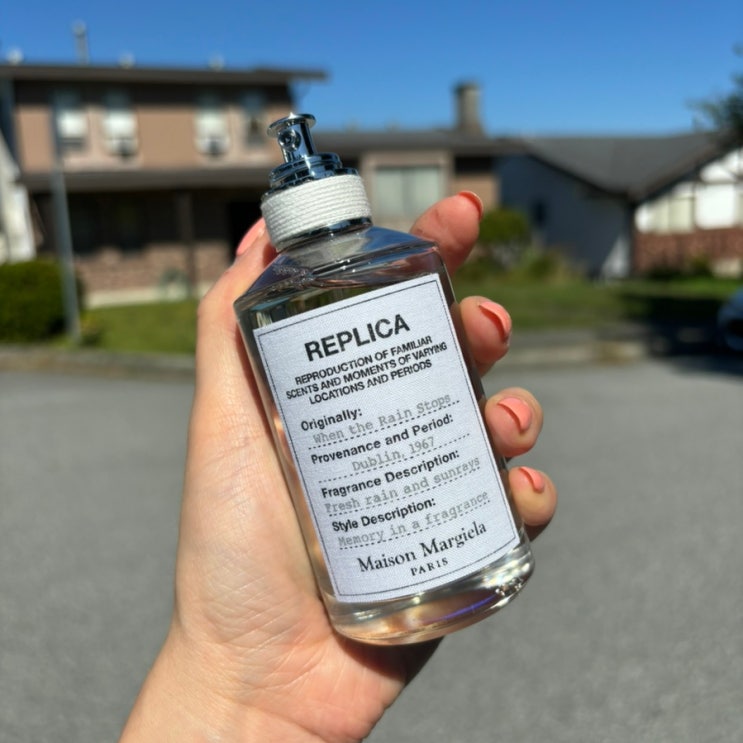 REPLICA
REPRODUCTION OF FAMILIAR
SCENTS AND MOMENTS OF VARYING
LOCATIONS AND PERIODS
Originally:
When the Rain Stops
Provenance and Period:
Dublin, 1967
Fragrance Description:
Fresh rain and sunrays
Style Description:
Memory in a fragrance
Maison Margiela
PARIS